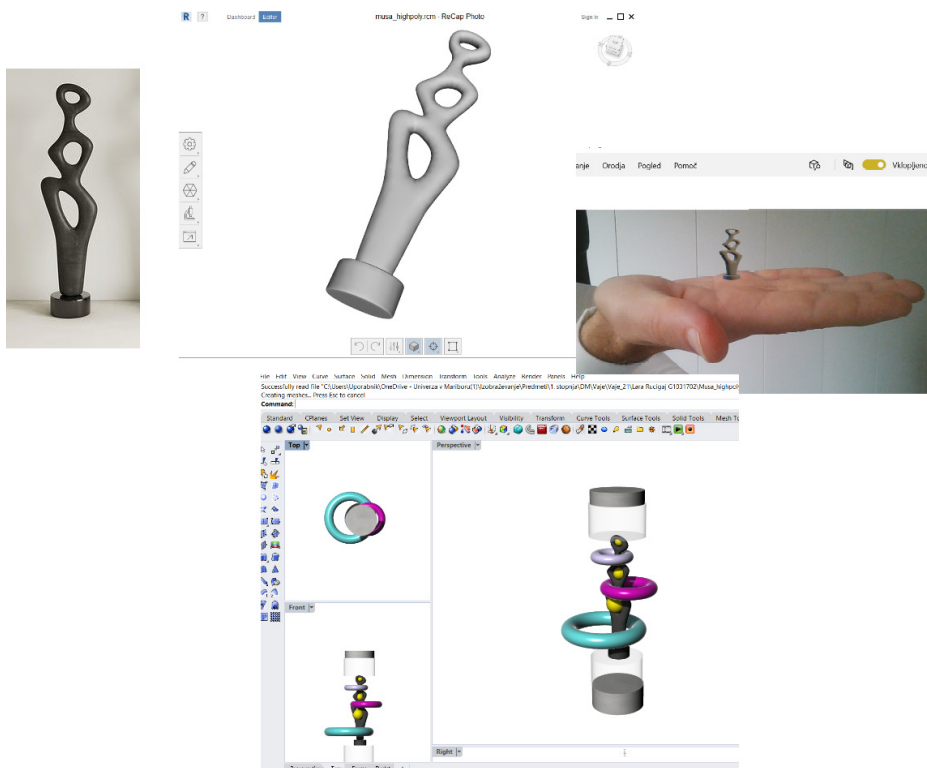 R ? Dashboard Editor
musa_highpoly.rcm - ReCap Photo
Sign in
anje Orodja Pogled Pomoč
Vklopljeno
File Edit View Curve Surface Solid Mesh Dimension Transform Tools Analyze Render Panels Help
Successfully read file "C:\Users\Uporabnik\OneDrive - Univerza v Mariboru(1)\Izobraževanje\Predmeti\1. stopnja\DM\Vaje\Vaje_21\Lara
Creating meshes... Press Esc to cancel
Command:
Standard CPlanes Set View Display Select Viewport Layout Visibility Transform Curve Tools Surface Tools Solid Tools Mesh To
Top
Perspective
Front
Right